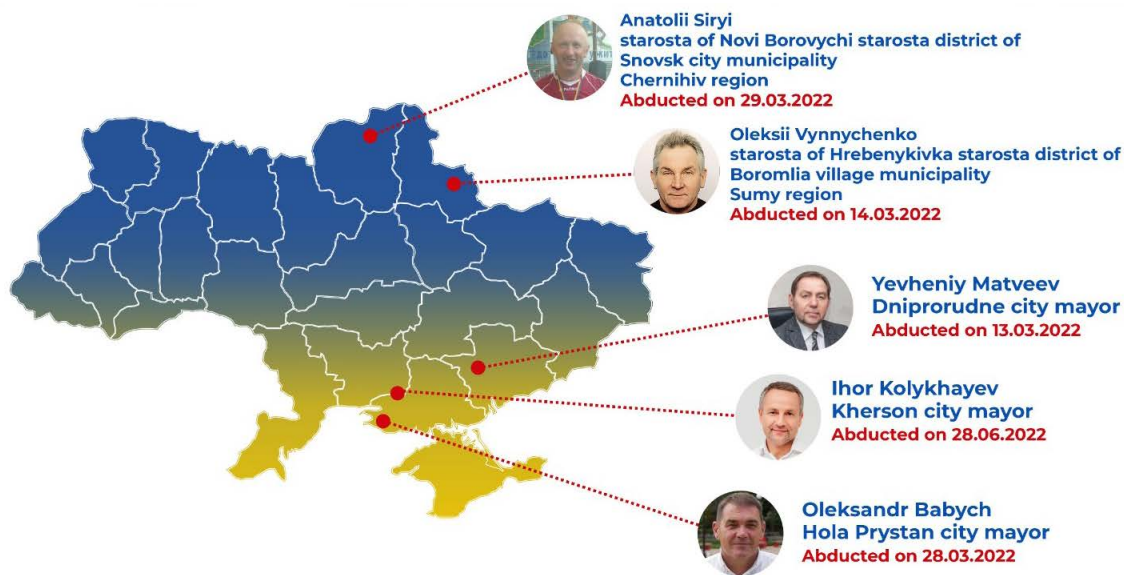 Anatolii Siryi
starosta of Novi Borovychi starosta district of
Snovsk city municipality
Chernihiv region
Abducted on 29.03.2022
Oleksii Vynnychenko
starosta of Hrebenykivka starosta district of
Boromlia village municipality
Sumy region
Abducted on 14.03.2022
Yevheniy Matveev
Dniprorudne city mayor
Abducted on 13.03.2022
Ihor Kolykhayev
Kherson city mayor
Abducted on 28.06.2022
Oleksandr Babych
Hola Prystan city mayor
Abducted on 28.03.2022